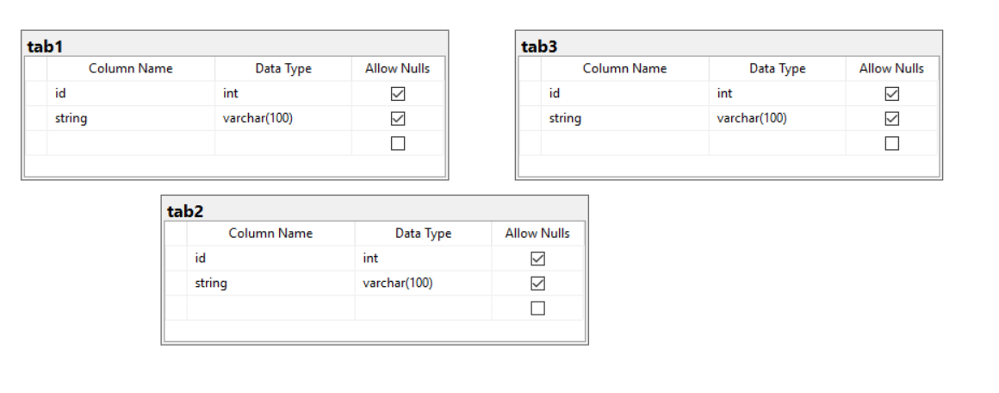 tab1
Column Name Data Type Allow Nulls
id int
string varchar(100)
tab3
Column Name Data Type Allow Nulls
id int
string varchar(100)
tab2
Column Name Data Type Allow Nulls
id int
string varchar(100)